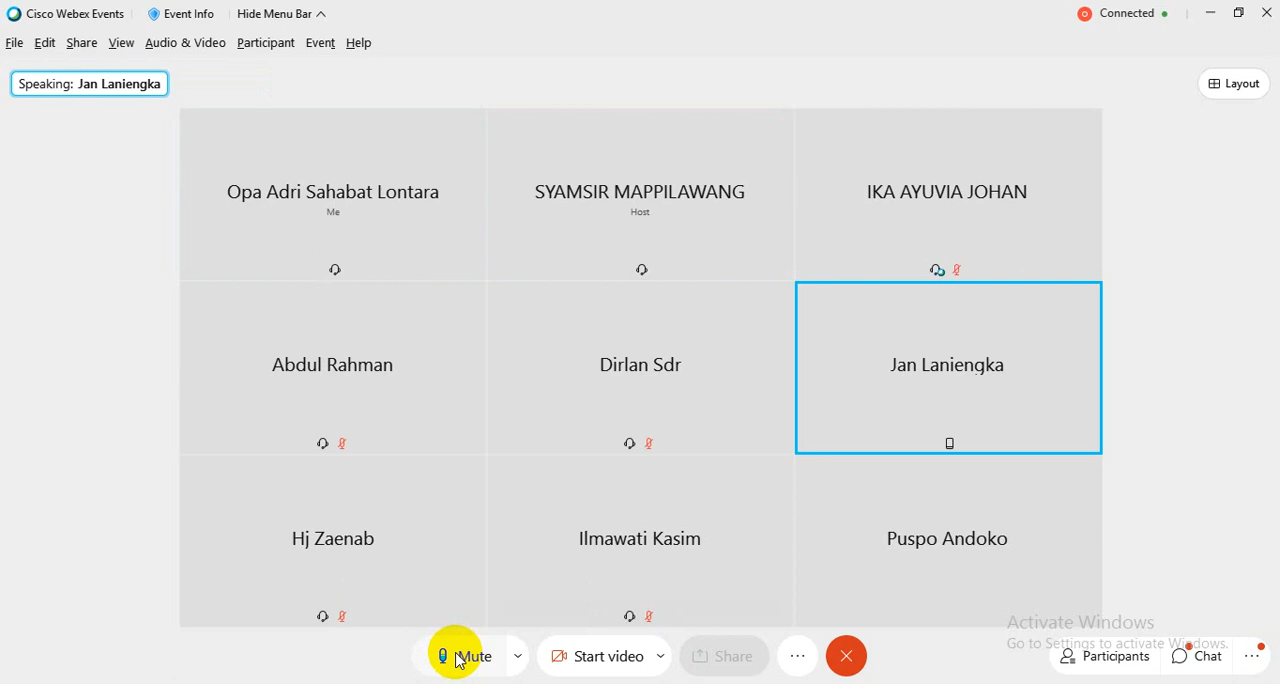 Cisco Webex Events Event Info Hide Menu Bar Connected
File Edit Share View Audio & Video Participant Event Help
Speaking: Jan Laniengka Layout
Opa Adri Sahabat Lontara SYAMSIR MAPPILAWANG IKA AYUVIA JOHAN
Me Host
Abdul Rahman Dirlan Sdr Jan Laniengka
Hj Zaenab Ilmawati Kasim Puspo Andoko
Activate Windows
Go to Settings to activate Windows.
Mute Start video Share Participants Chat